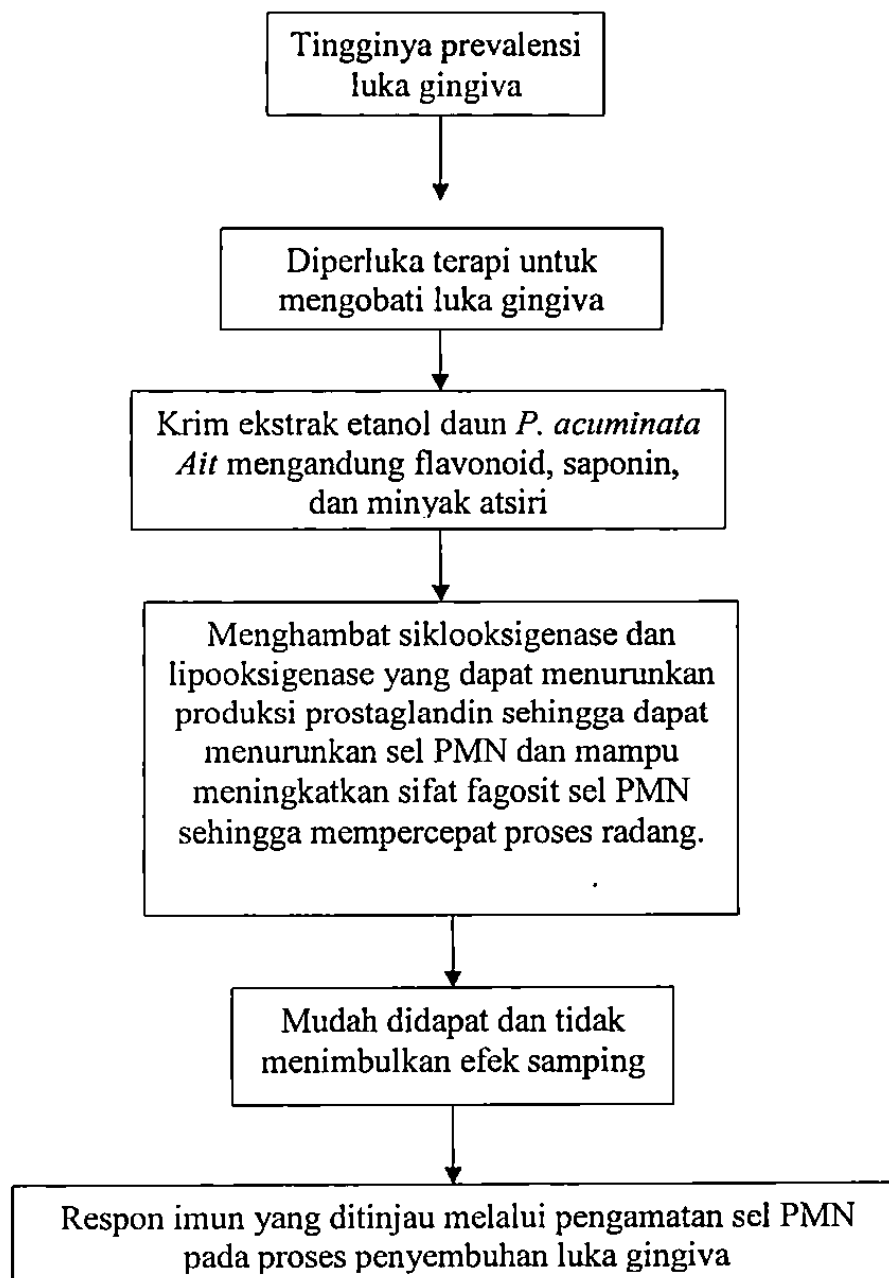 Tingginya prevalensi
luka gingiva
Diperluka terapi untuk
mengobati luka gingiva
Krim ekstrak etanol daun P. acuminata
Ait mengandung flavonoid, saponin,
dan minyak atsiri
Menghambat siklooksigenase dan
lipooksigenase yang dapat menurunkan
produksi prostaglandin sehingga dapat
menurunkan sel PMN dan mampu
meningkatkan sifat fagosit sel PMN
sehingga mempercepat proses radang.
Mudah didapat dan tidak
menimbulkan efek samping
Respon imun yang ditinjau melalui pengamatan sel PMN
pada proses penyembuhan luka gingiva